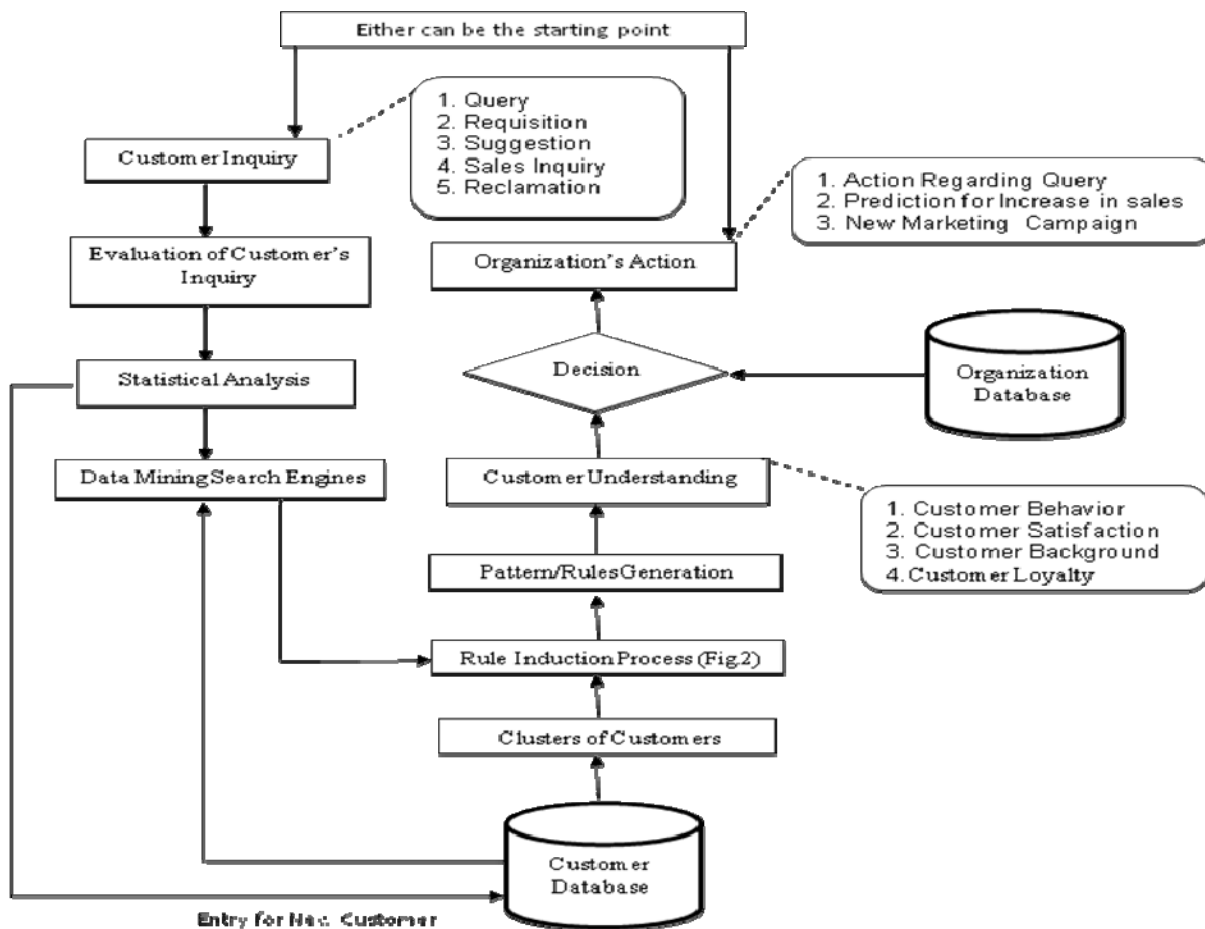 Either can be the starting point
1. Query
2. Requisition
3. Suggestion
4. Sales Inquiry
5. Reclamation
Customer Inquiry
1. Action Regarding Query
2. Prediction for Increase in sales
3. New Marketing Campaign
Evaluation of Customer's
Inquiry
Organization's Action
Statistical Analysis
Decision
Organization
Database
Data Mining Search Engines
Customer Understanding
1. Customer Behavior
2. Customer Satisfaction
3. Customer Background
4. Customer Loyalty
Pattern/Rules Generation
Rule Induction Process (Fig.2)
Clusters of Customers
Customer
Database
Entry for New Customer